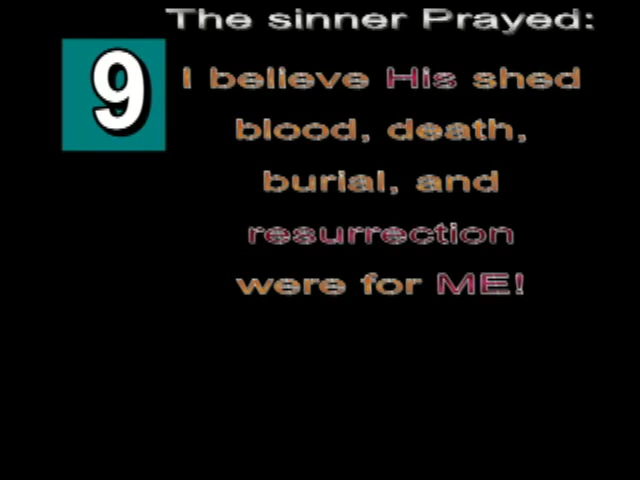 The sinner Prayed:
9
I believe His shed
blood, death,
burial, and
resurrection
were for ME!